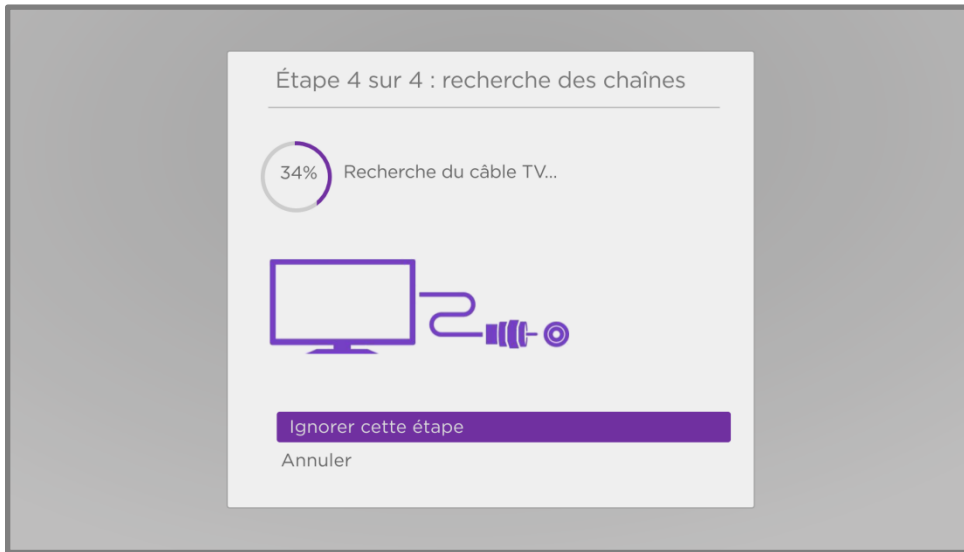 Étape 4 sur 4 : recherche des chaînes
34% Recherche du câble TV...
Ignorer cette étape
Annuler